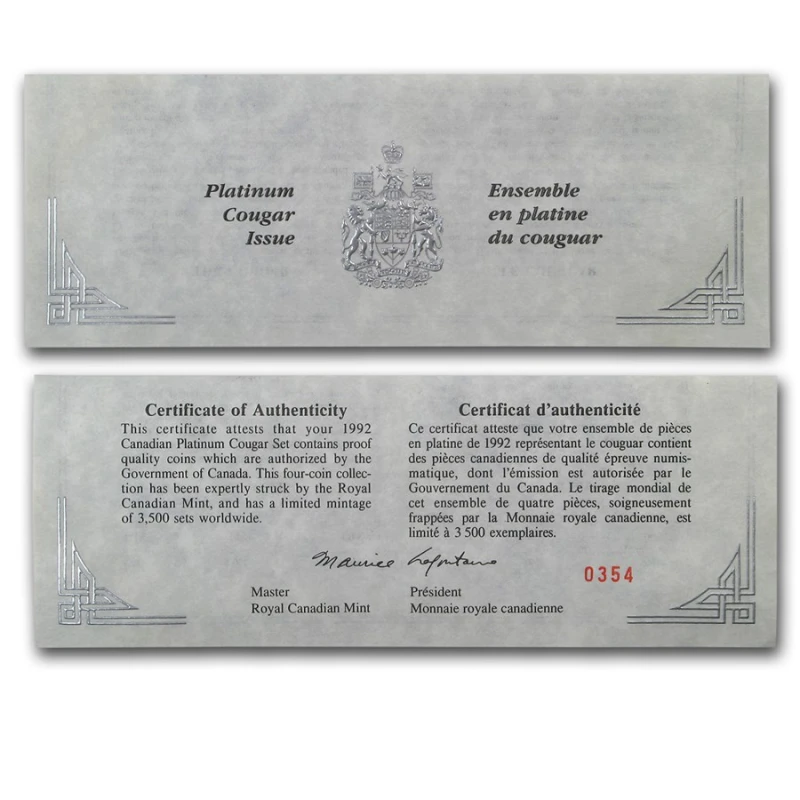 Platinum
Cougar
Issue
Ensemble
en platine
du couguar
Certificate of Authenticity
This certificate attests that your 1992
Canadian Platinum Cougar Set contains proof
quality coins which are authorized by the
Government of Canada. This four-coin collec-
tion has been expertly struck by the Royal
Canadian Mint, and has a limited mintage
of 3,500 sets worldwide.
Certificat d'authenticité
Ce certificat atteste que votre ensemble de pièces
en platine de 1992 représentant le couguar contient
des pièces canadiennes de qualité épreuve numis-
matique, dont l'émission est autorisée par le
Gouvernement du Canada. Le tirage mondial de
cet ensemble de quatre pièces, soigneusement
frappées par la Monnaie royale canadienne, est
limité à 3 500 exemplaires.
Maurice Lafontaine
0354
Master
Royal Canadian Mint
Président
Monnaie royale canadienne